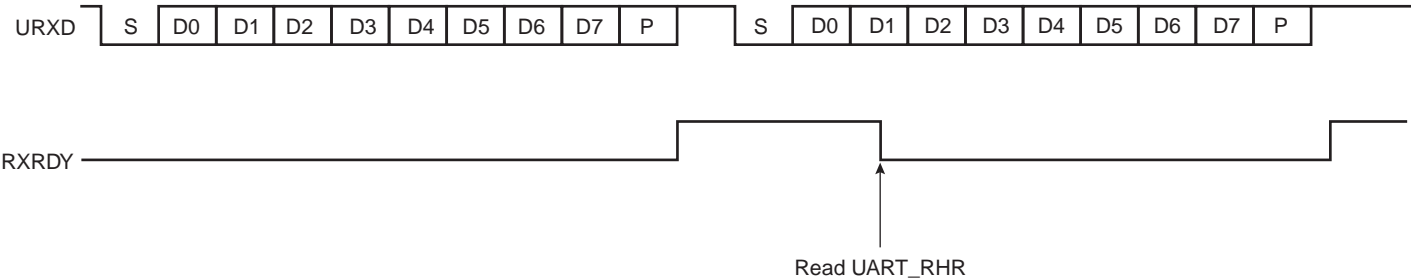 URXD S D0 D1 D2 D3 D4 D5 D6 D7 P S D0 D1 D2 D3 D4 D5 D6 D7 P
RXRDY
Read UART_RHR